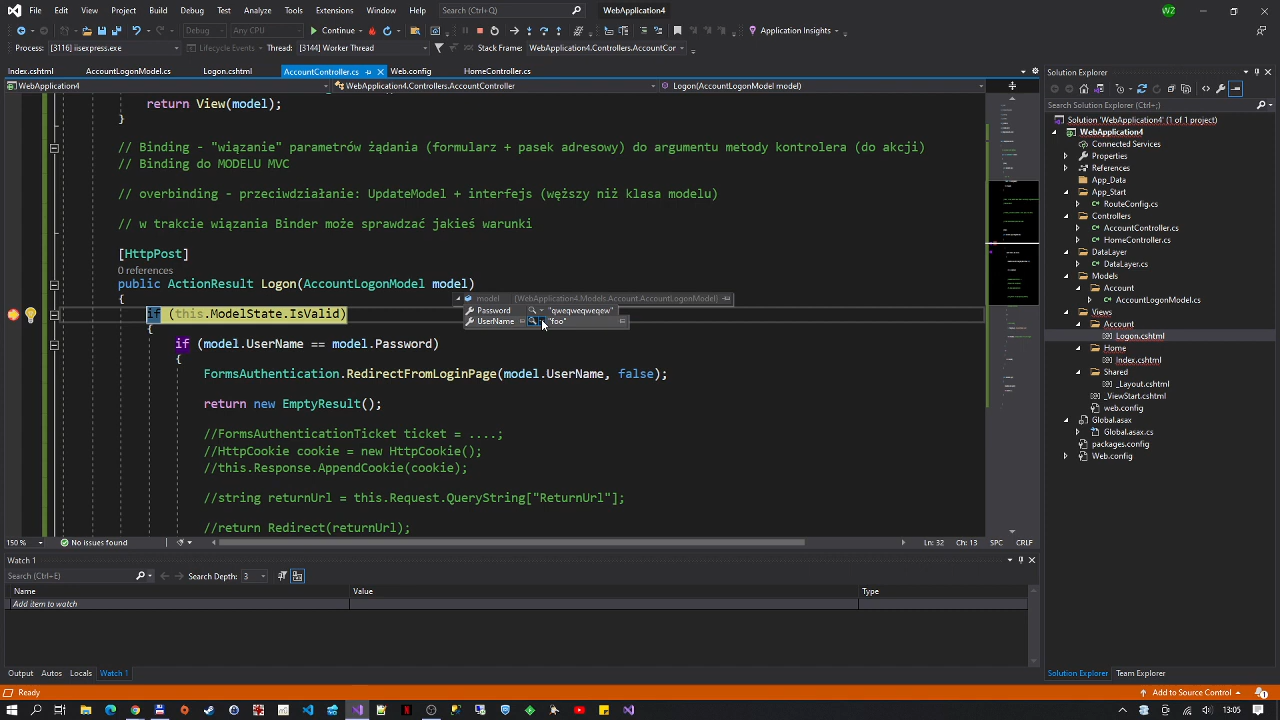 File Edit View Project Build Debug Test Analyze Tools Extensions Window Help Search (Ctrl+Q) WebApplication4 WZ
Debug Any CPU Continue Application Insights
Process: [3116] iisexpress.exe Lifecycle Events Thread: [3144] Worker Thread Stack Frame: WebApplication4.Controllers.AccountCor
Index.cshtml AccountLogonModel.cs Logon.cshtml AccountController.cs Web.config HomeController.cs
WebApplication4 WebApplication4.Controllers.AccountController Logon(AccountLogonModel model)
return View(model);
}
// Binding - "wiązanie" parametrów żądania (formularz + pasek adresowy) do argumentu metody kontrolera (do akcji)
// Binding do MODELU MVC
// overbinding - przeciwdziałanie: UpdateModel + interfejs (węższy niż klasa modelu)
// w trakcie wiązania Binder może sprawdzać jakies warunki
[HttpPost]
0 references
public ActionResult Logon(AccountLogonModel model)
{
model {WebApplication4.Models.Account.AccountLogonModel}
Password "qweqweqweqew"
UserName "foo"
if (this.ModelState.IsValid)
{
if (model.UserName == model.Password)
{
FormsAuthentication.RedirectFromLoginPage(model.UserName, false);
return new EmptyResult();
//FormsAuthenticationTicket ticket = ....;
//HttpCookie cookie = new HttpCookie();
//this.Response.AppendCookie(cookie);
//string returnUrl = this.Request.QueryString["ReturnUrl"];
//return Redirect(returnUrl);
150 % No issues found Ln: 32 Ch: 13 SPC CRLF
Watch 1
Search (Ctrl+E) Search Depth: 3
Name Value Type
Add item to watch
Output Autos Locals Watch 1
Solution Explorer
Search Solution Explorer (Ctrl+;)
Solution 'WebApplication4' (1 of 1 project)
WebApplication4
Connected Services
Properties
References
App_Data
App_Start
RouteConfig.cs
Controllers
AccountController.cs
HomeController.cs
DataLayer
DataLayer.cs
Models
Account
AccountLogonModel.cs
Views
Account
Logon.cshtml
Home
Index.cshtml
Shared
_Layout.cshtml
_ViewStart.cshtml
web.config
Global.asax
Global.asax.cs
packages.config
Web.config
Solution Explorer Team Explorer
Ready Add to Source Control 1
13:05